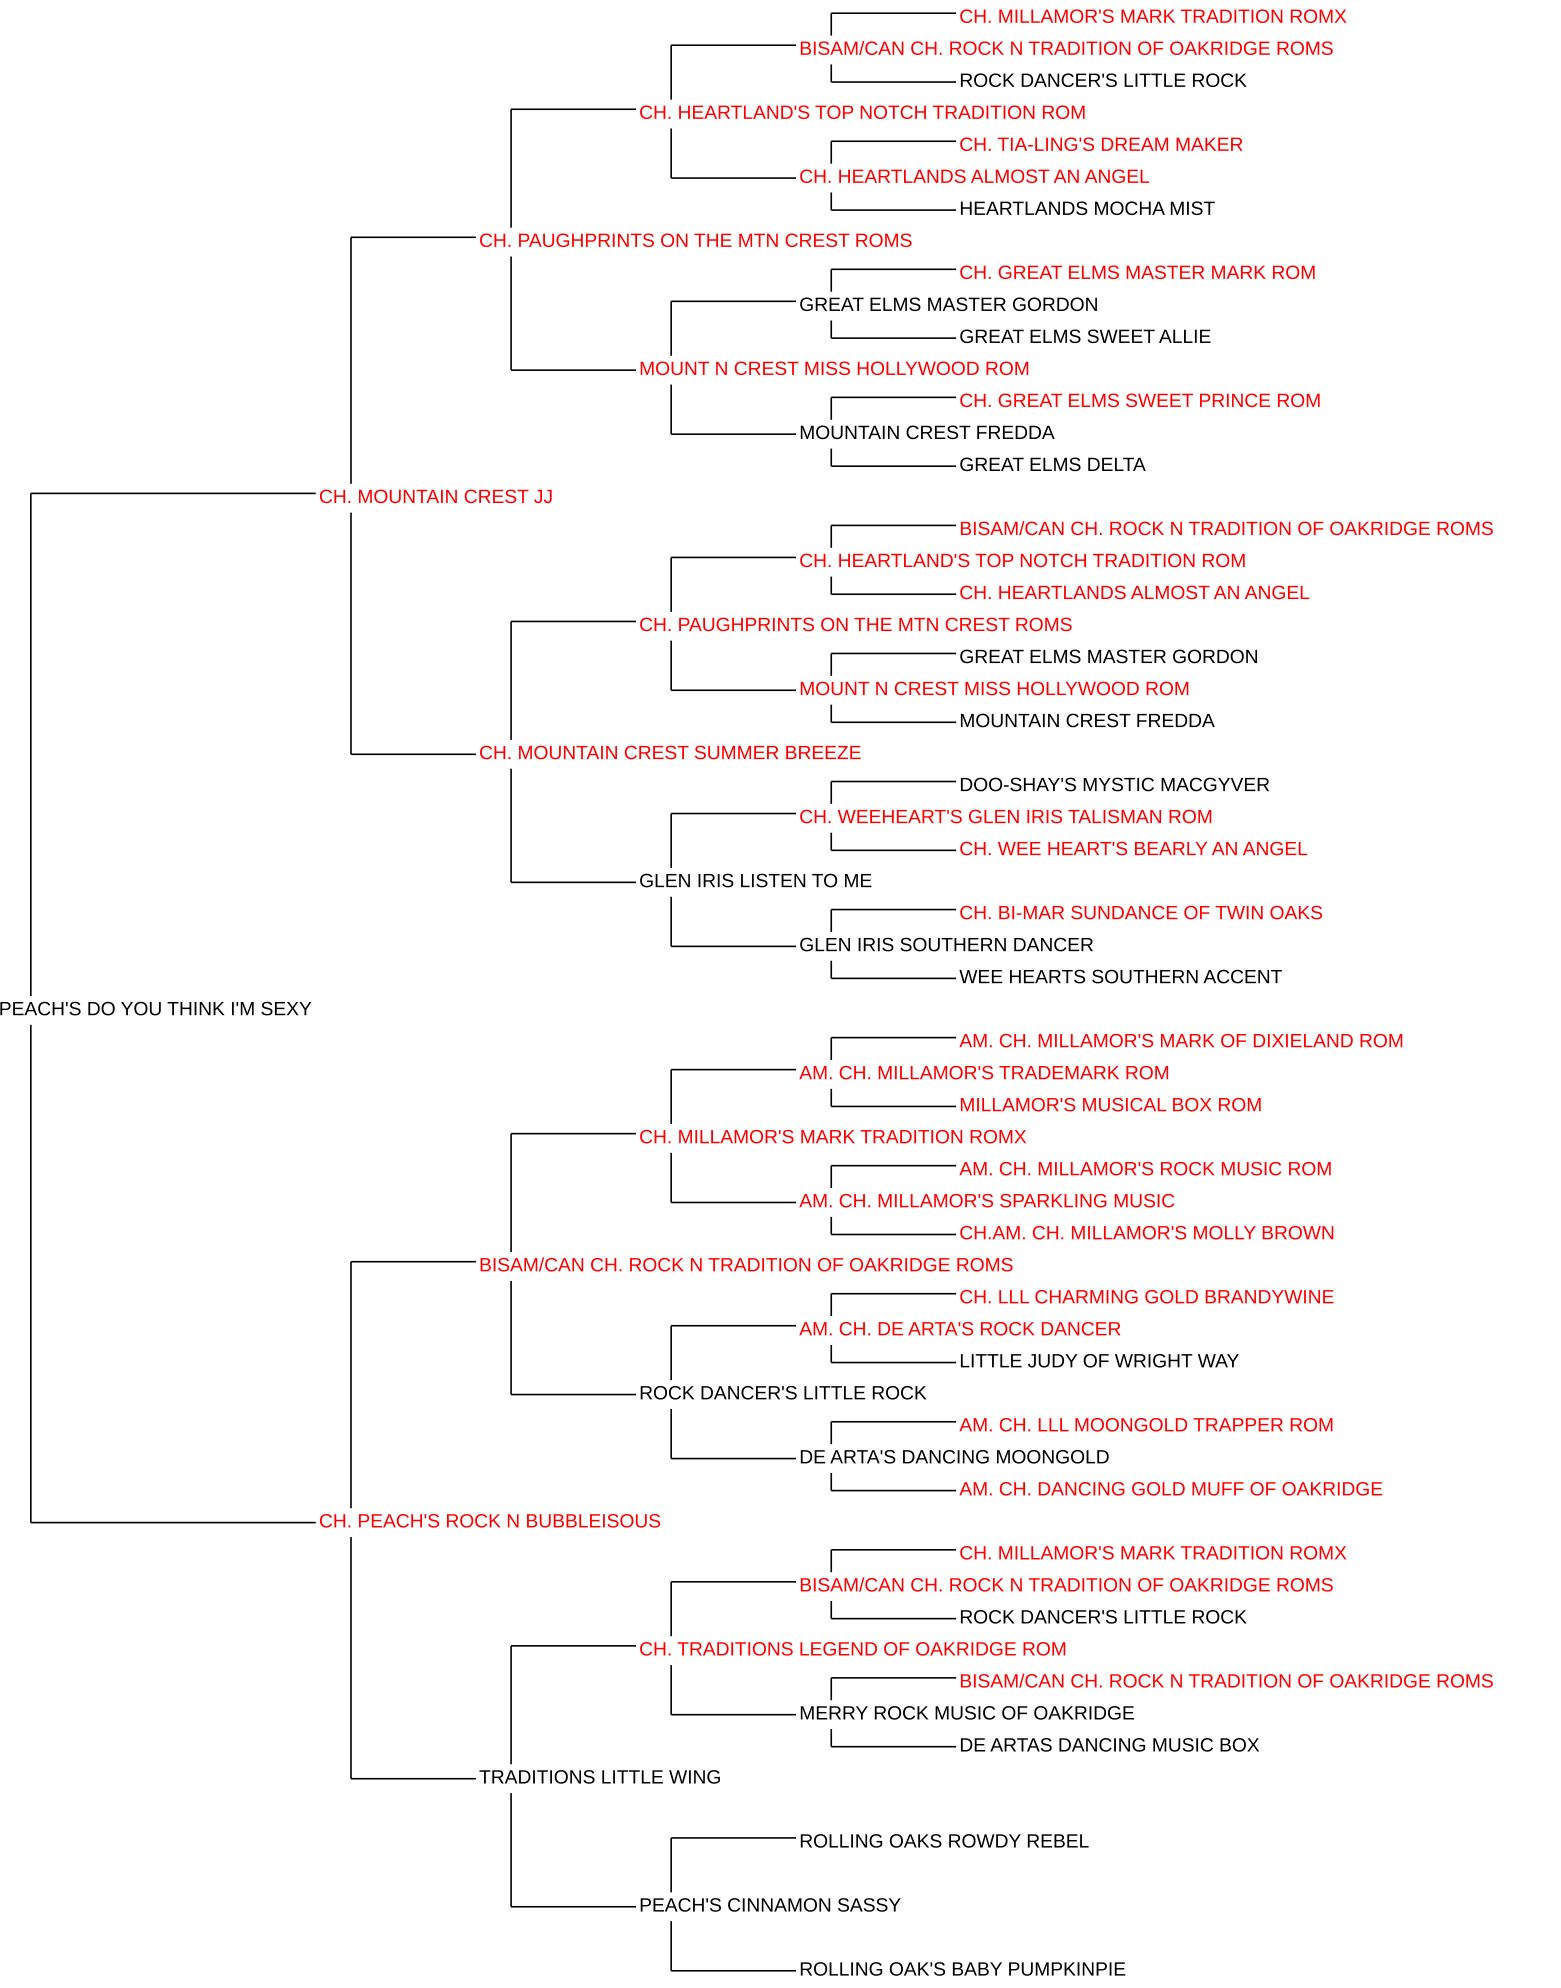 CH. MILLAMOR'S MARK TRADITION ROMX
BISAM/CAN CH. ROCK N TRADITION OF OAKRIDGE ROMS
ROCK DANCER'S LITTLE ROCK
CH. HEARTLAND'S TOP NOTCH TRADITION ROM
CH. TIA-LING'S DREAM MAKER
CH. HEARTLANDS ALMOST AN ANGEL
HEARTLANDS MOCHA MIST
CH. PAUGHPRINTS ON THE MTN CREST ROMS
CH. GREAT ELMS MASTER MARK ROM
GREAT ELMS MASTER GORDON
GREAT ELMS SWEET ALLIE
MOUNT N CREST MISS HOLLYWOOD ROM
CH. GREAT ELMS SWEET PRINCE ROM
MOUNTAIN CREST FREDDA
GREAT ELMS DELTA
CH. MOUNTAIN CREST JJ
BISAM/CAN CH. ROCK N TRADITION OF OAKRIDGE ROMS
CH. HEARTLAND'S TOP NOTCH TRADITION ROM
CH. HEARTLANDS ALMOST AN ANGEL
CH. PAUGHPRINTS ON THE MTN CREST ROMS
GREAT ELMS MASTER GORDON
MOUNT N CREST MISS HOLLYWOOD ROM
MOUNTAIN CREST FREDDA
CH. MOUNTAIN CREST SUMMER BREEZE
DOO-SHAY'S MYSTIC MACGYVER
CH. WEEHEART'S GLEN IRIS TALISMAN ROM
CH. WEE HEART'S BEARLY AN ANGEL
GLEN IRIS LISTEN TO ME
CH. BI-MAR SUNDANCE OF TWIN OAKS
GLEN IRIS SOUTHERN DANCER
WEE HEARTS SOUTHERN ACCENT
PEACH'S DO YOU THINK I'M SEXY
AM. CH. MILLAMOR'S MARK OF DIXIELAND ROM
AM. CH. MILLAMOR'S TRADEMARK ROM
MILLAMOR'S MUSICAL BOX ROM
CH. MILLAMOR'S MARK TRADITION ROMX
AM. CH. MILLAMOR'S ROCK MUSIC ROM
AM. CH. MILLAMOR'S SPARKLING MUSIC
CH.AM. CH. MILLAMOR'S MOLLY BROWN
BISAM/CAN CH. ROCK N TRADITION OF OAKRIDGE ROMS
CH. LLL CHARMING GOLD BRANDYWINE
AM. CH. DE ARTA'S ROCK DANCER
LITTLE JUDY OF WRIGHT WAY
ROCK DANCER'S LITTLE ROCK
AM. CH. LLL MOONGOLD TRAPPER ROM
DE ARTA'S DANCING MOONGOLD
AM. CH. DANCING GOLD MUFF OF OAKRIDGE
CH. PEACH'S ROCK N BUBBLEISOUS
CH. MILLAMOR'S MARK TRADITION ROMX
BISAM/CAN CH. ROCK N TRADITION OF OAKRIDGE ROMS
ROCK DANCER'S LITTLE ROCK
CH. TRADITIONS LEGEND OF OAKRIDGE ROM
BISAM/CAN CH. ROCK N TRADITION OF OAKRIDGE ROMS
MERRY ROCK MUSIC OF OAKRIDGE
DE ARTAS DANCING MUSIC BOX
TRADITIONS LITTLE WING
ROLLING OAKS ROWDY REBEL
PEACH'S CINNAMON SASSY
ROLLING OAK'S BABY PUMPKINPIE